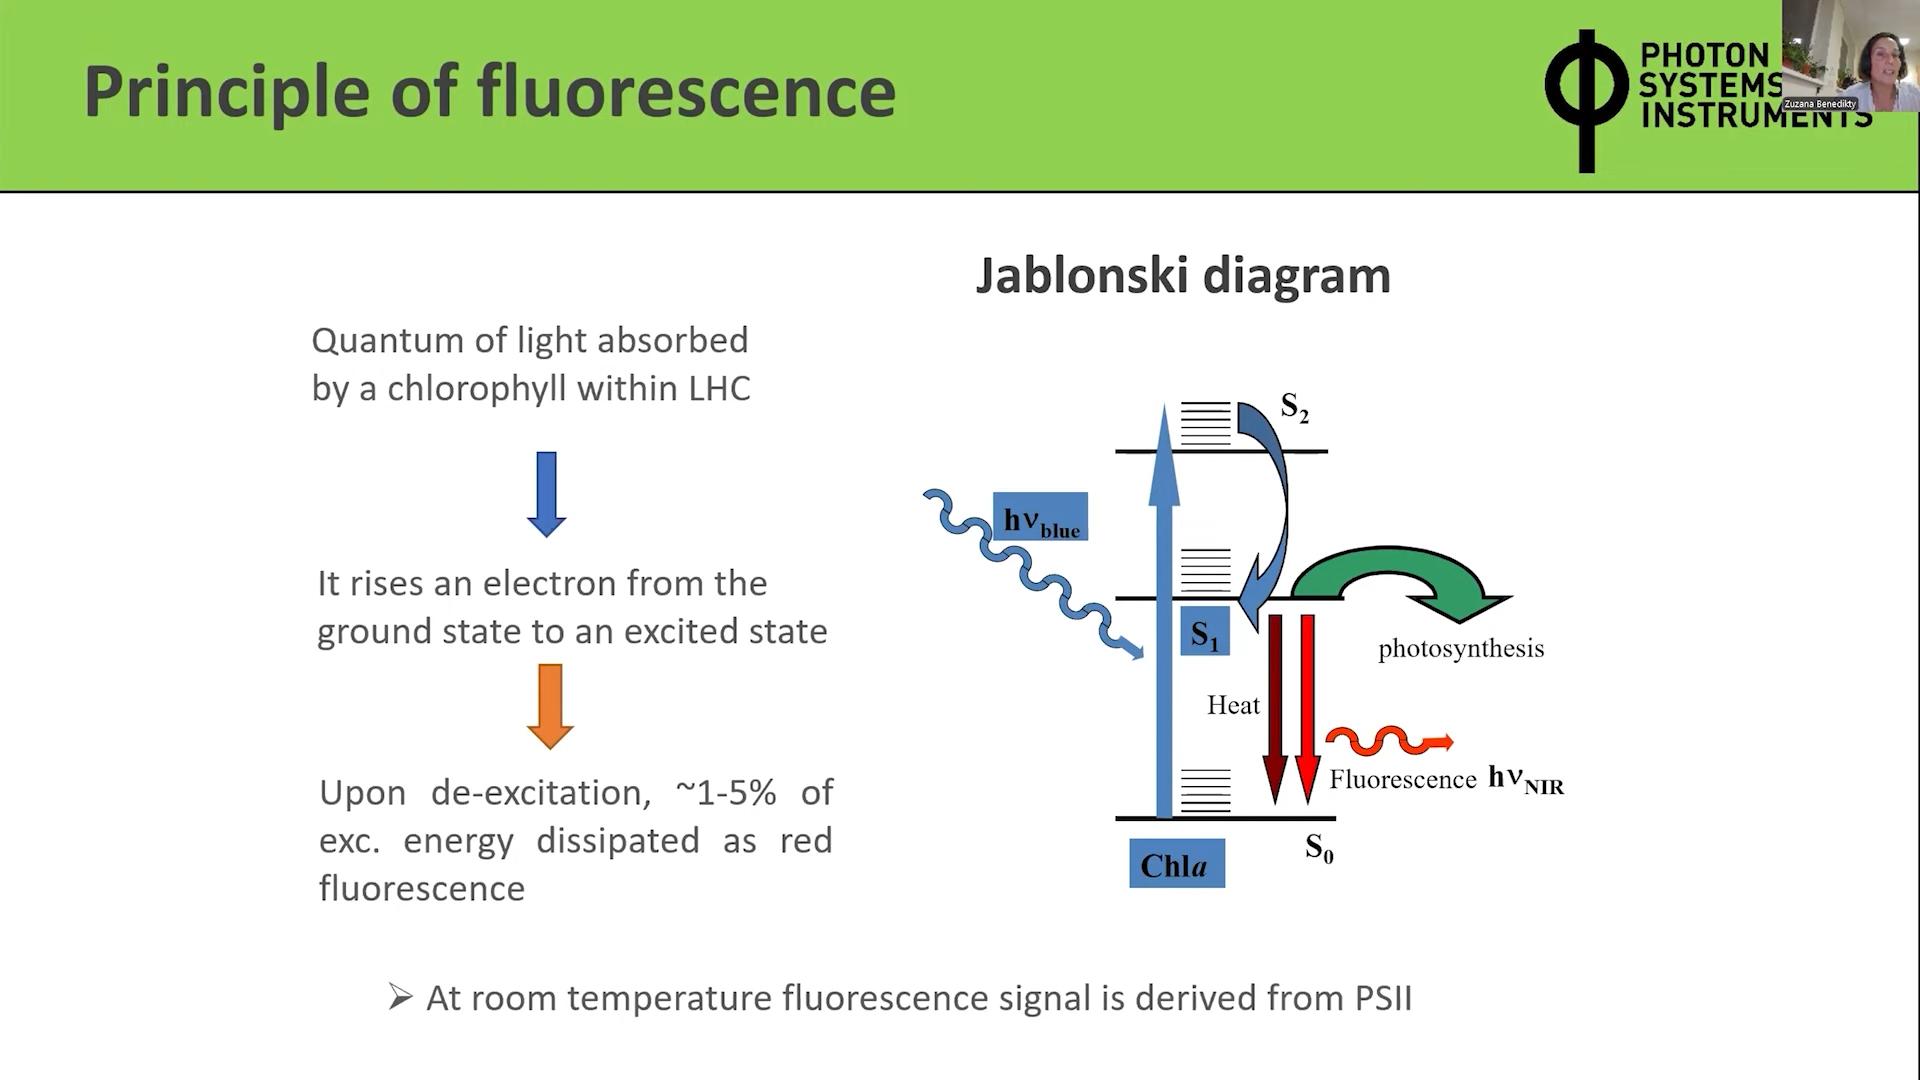 Principle of fluorescence
PHOTON
SYSTEMS
INSTRUMENTS
Zuzana Benedikty
Jablonski diagram
Quantum of light absorbed
by a chlorophyll within LHC
It rises an electron from the
ground state to an excited state
Upon de-excitation, ~1-5% of
exc. energy dissipated as red
fluorescence
S2
hνblue
S1
photosynthesis
Heat
Fluorescence hνNIR
S0
Chla
➢ At room temperature fluorescence signal is derived from PSII